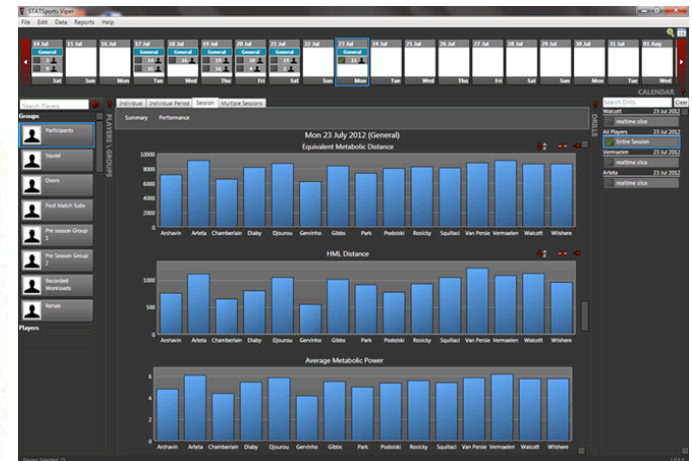 STATSports Viper
File Edit Data Reports Help
14 Jul 15 Jul 16 Jul 17 Jul 18 Jul 19 Jul 20 Jul 21 Jul 22 Jul 23 Jul 24 Jul 25 Jul 26 Jul 27 Jul 28 Jul 29 Jul 30 Jul 31 Jul 01 Aug
General General General General General General General
Sat Sun Mon Tue Wed Thu Fri Sat Sun Mon Tue Wed Thu Fri Sat Sun Mon Tue Wed
CALENDAR
Search Players
Groups
Participants
Squad
Overs
Post Match Subs
Pre season Group 1
Pre Season Group 2
Recorded Workloads
Rehab
Players
PLAYERS \ GROUPS
Individual Individual Period Session Multiple Sessions
Summary Performance
Mon 23 July 2012 (General)
Equivalent Metabolic Distance
10000
8000
6000
4000
2000
0
Arshavin Arteta Chamberlain Diaby Djourou Gervinho Gibbs Park Podolski Rosicky Squillaci Van Persie Vermaelen Walcott Wilshere
HML Distance
1000
500
0
Arshavin Arteta Chamberlain Diaby Djourou Gervinho Gibbs Park Podolski Rosicky Squillaci Van Persie Vermaelen Walcott Wilshere
Average Metabolic Power
6
4
2
0
Arshavin Arteta Chamberlain Diaby Djourou Gervinho Gibbs Park Podolski Rosicky Squillaci Van Persie Vermaelen Walcott Wilshere
DRILLS
Search Drills Clear
Walcott 23 Jul 2012
realtime slice
All Players 23 Jul 2012
Entire Session
Vermaelen 23 Jul 2012
realtime slice
Arteta 23 Jul 2012
realtime slice